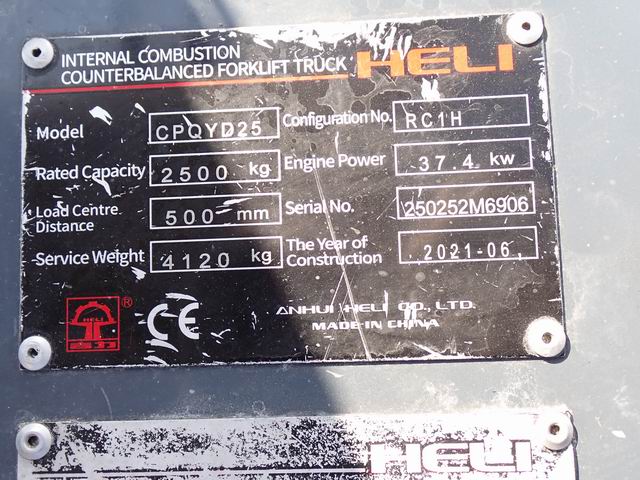 INTERNAL COMBUSTION
COUNTERBALANCED FORKLIFT TRUCK HELI
Model CPQYD25 Configuration No. RC1H
Rated Capacity 2500 kg Engine Power 37.4 kw
Load Centre Distance 500 mm Serial No. 250252M6906
Service Weight 4120 kg The Year of Construction 2021-06
HELI ® CE ANHUI HELI CO., LTD.
MADE IN CHINA
HELI